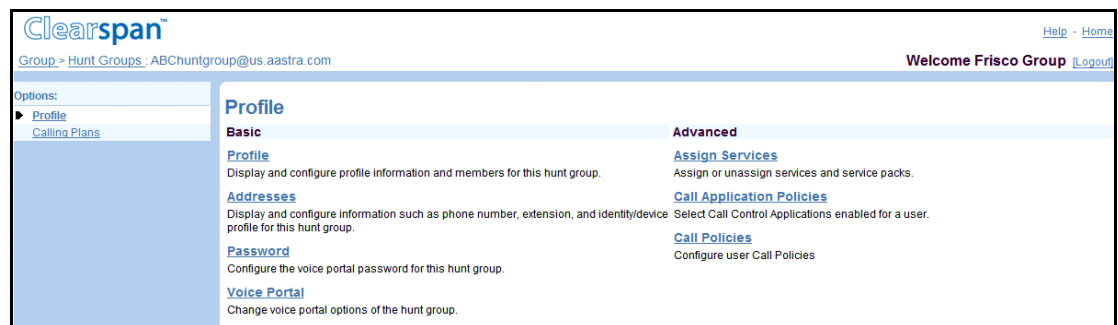 Clearspan™
Help - Home
Group > Hunt Groups : ABChuntgroup@us.aastra.com
Welcome Frisco Group [Logout]
Options:
Profile
Calling Plans
Profile
Basic
Profile
Display and configure profile information and members for this hunt group.
Addresses
Display and configure information such as phone number, extension, and identity/device
profile for this hunt group.
Password
Configure the voice portal password for this hunt group.
Voice Portal
Change voice portal options of the hunt group.
Advanced
Assign Services
Assign or unassign services and service packs.
Call Application Policies
Select Call Control Applications enabled for a user.
Call Policies
Configure user Call Policies